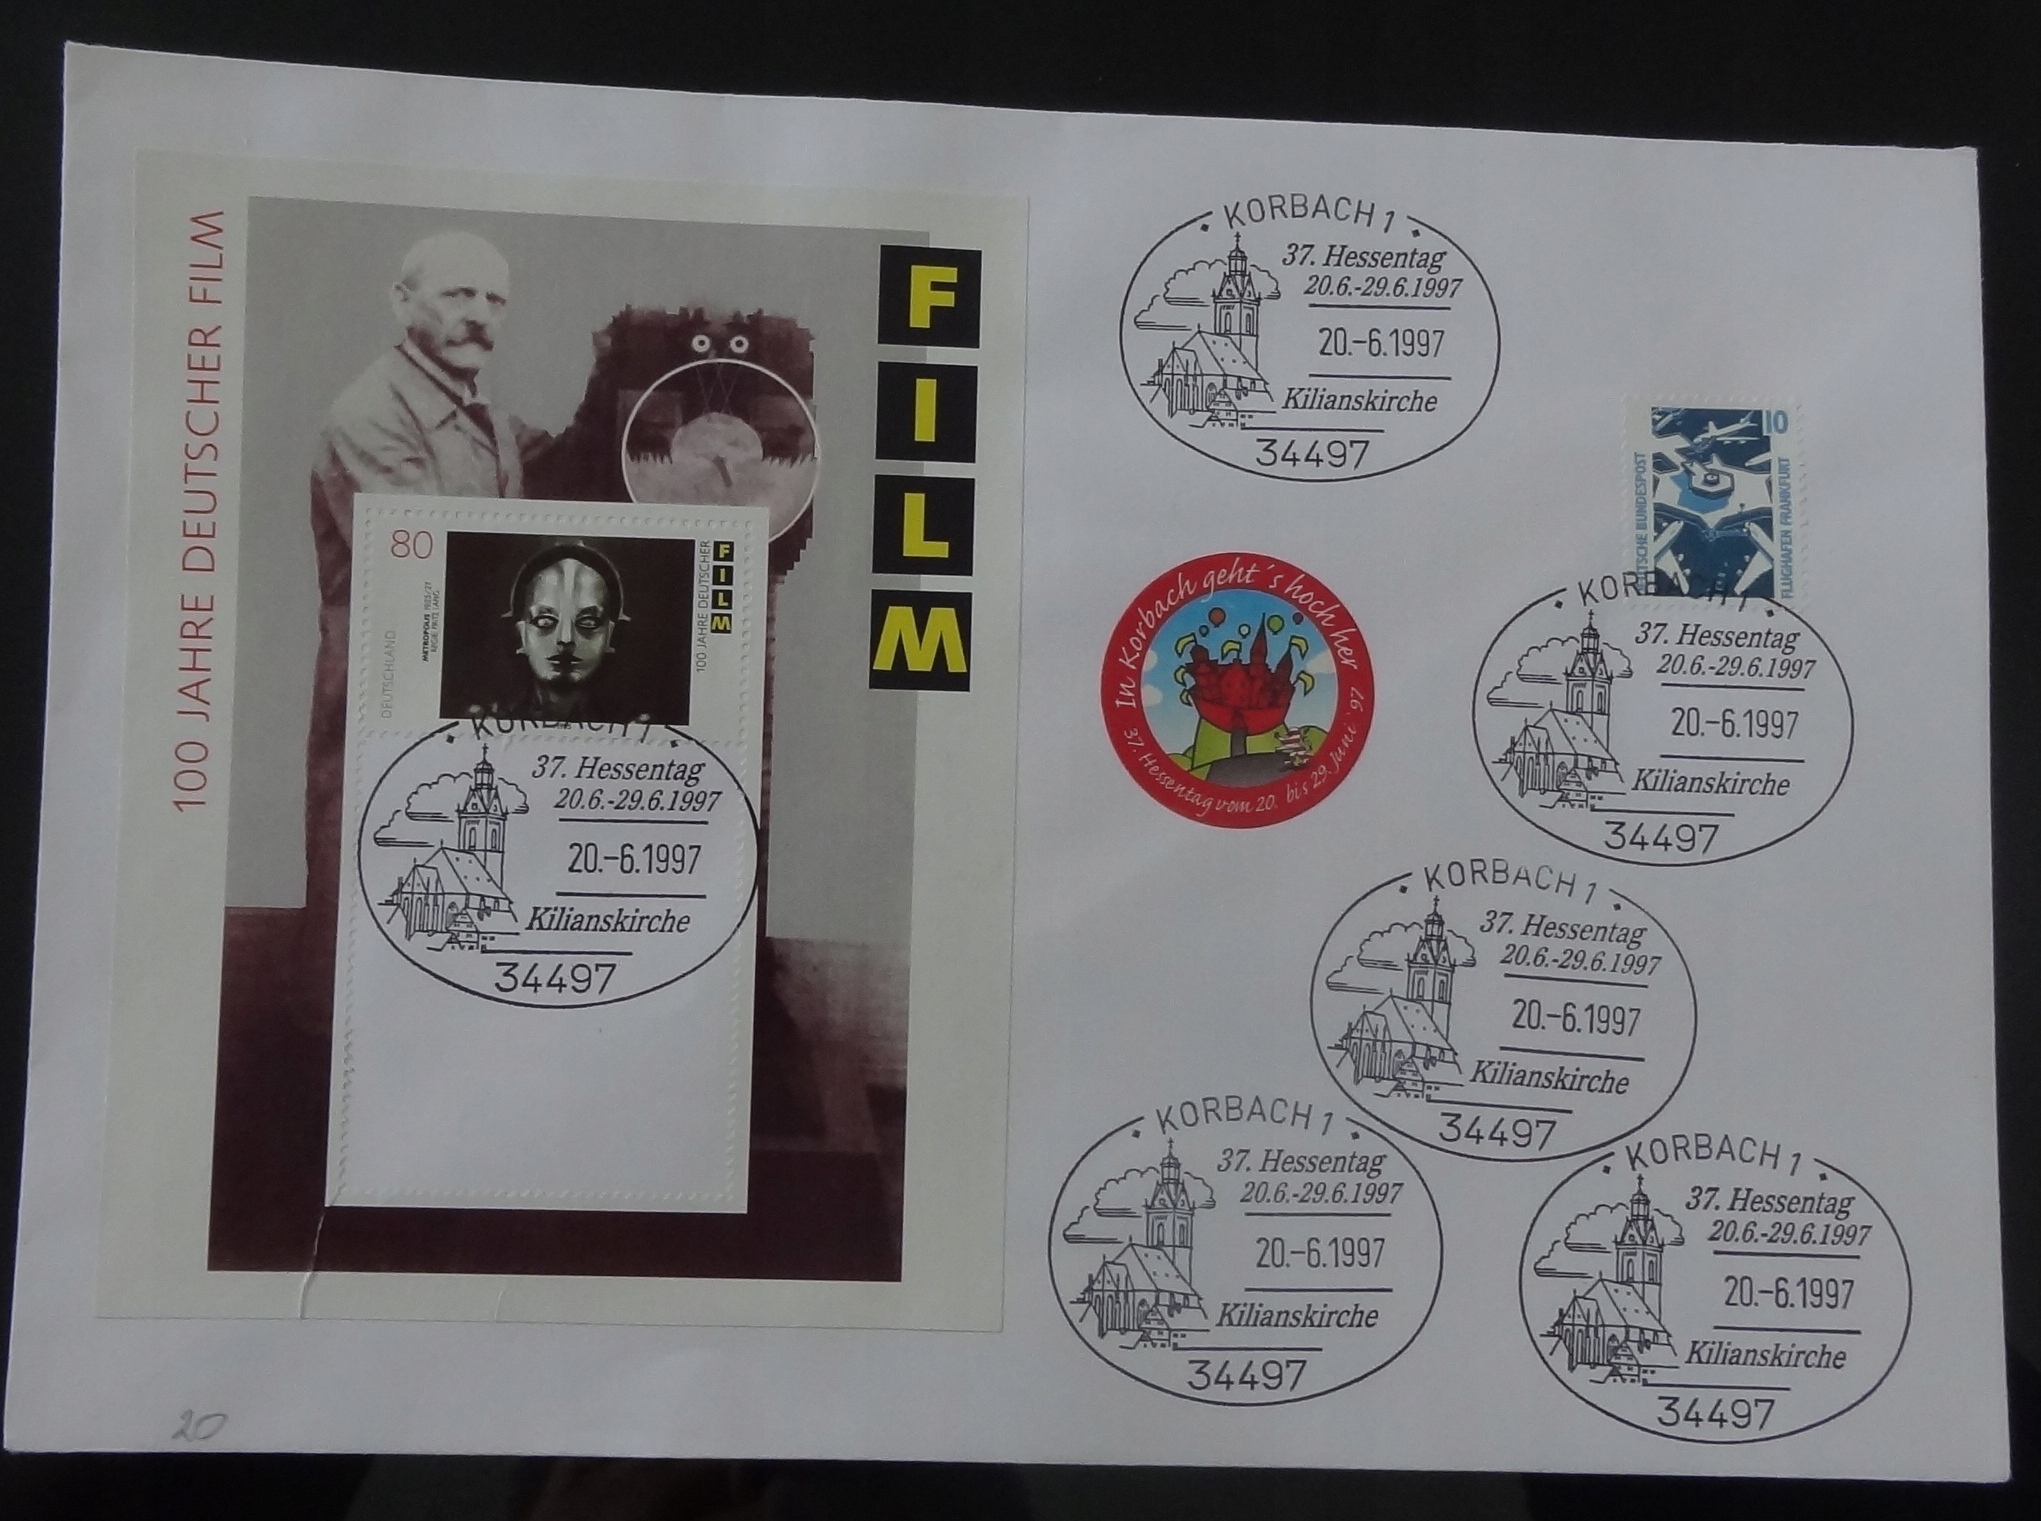 100 JAHRE DEUTSCHER FILM
F
I
L
M
80
DEUTSCHLAND
METROPOLIS 1925/27
REGIE: FRITZ LANG
100 JAHRE DEUTSCHER
F
I
L
M
KORBACH 1
37. Hessentag
20.6.-29.6.1997
20.-6.1997
Kilianskirche
34497
20
KORBACH 1
37. Hessentag
20.6.-29.6.1997
20.-6.1997
Kilianskirche
34497
In Korbach geht´s hoch her
37. Hessentag vom 20. bis 29. Juni '97
10
DEUTSCHE BUNDESPOST
FLUGHAFEN FRANKFURT
KORBACH 1
37. Hessentag
20.6.-29.6.1997
20.-6.1997
Kilianskirche
34497
KORBACH 1
37. Hessentag
20.6.-29.6.1997
20.-6.1997
Kilianskirche
34497
KORBACH 1
37. Hessentag
20.6.-29.6.1997
20.-6.1997
Kilianskirche
34497
KORBACH 1
37. Hessentag
20.6.-29.6.1997
20.-6.1997
Kilianskirche
34497